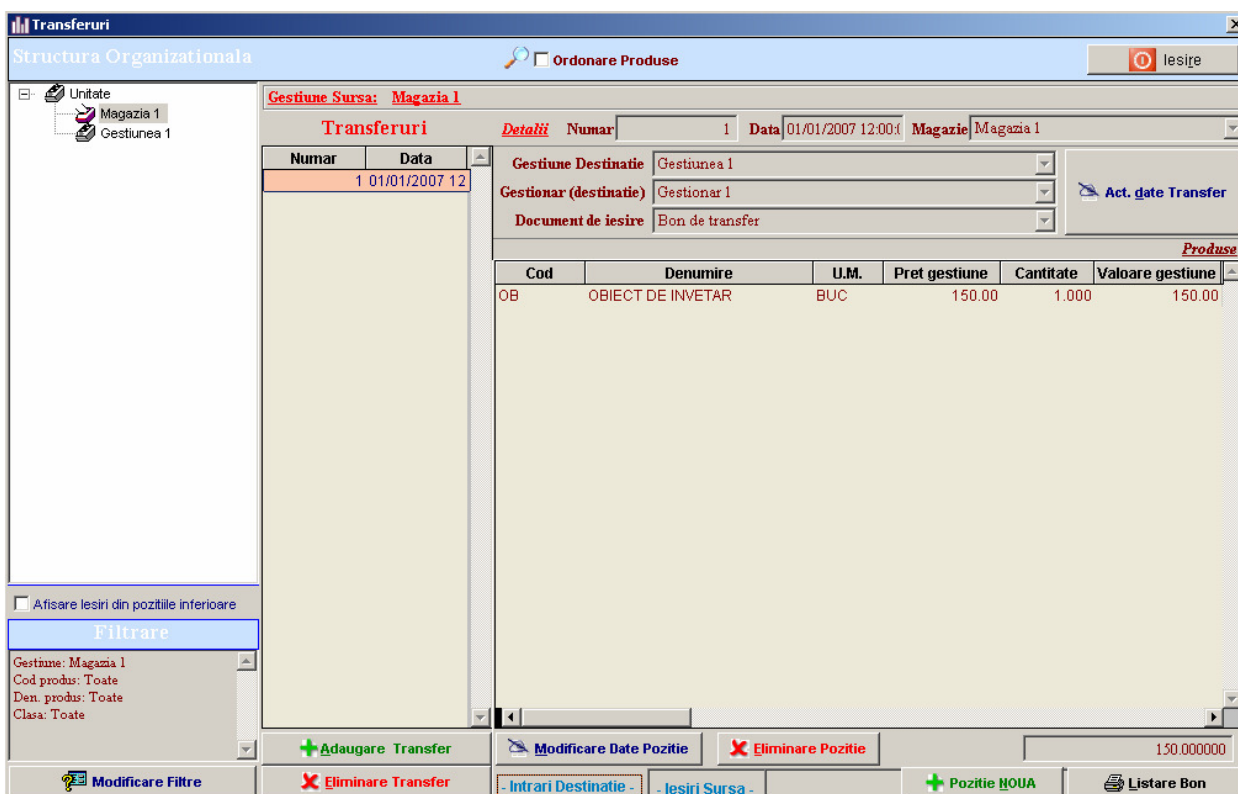 Transferuri
Structura Organizationala
Ordonare Produse
Iesire
Unitate
Magazia 1
Gestiunea 1
Gestiune Sursa: Magazia 1
Transferuri
Detalii Numar 1 Data 01/01/2007 12:00:( Magazie Magazia 1
Numar Data
1 01/01/2007 12
Gestiune Destinatie Gestiunea 1
Gestionar (destinatie) Gestionar 1
Document de iesire Bon de transfer
Act. date Transfer
Produse
Cod Denumire U.M. Pret gestiune Cantitate Valoare gestiune
OB OBIECT DE INVETAR BUC 150.00 1.000 150.00
Afisare Iesiri din pozitiile inferioare
Filtrare
Gestiune: Magazia 1
Cod produs: Toate
Den. produs: Toate
Clasa: Toate
Modificare Filtre
Adaugare Transfer
Eliminare Transfer
Modificare Date Pozitie
Eliminare Pozitie
150.000000
- Intrari Destinatie -
- Iesiri Sursa -
Pozitie NOUA
Listare Bon